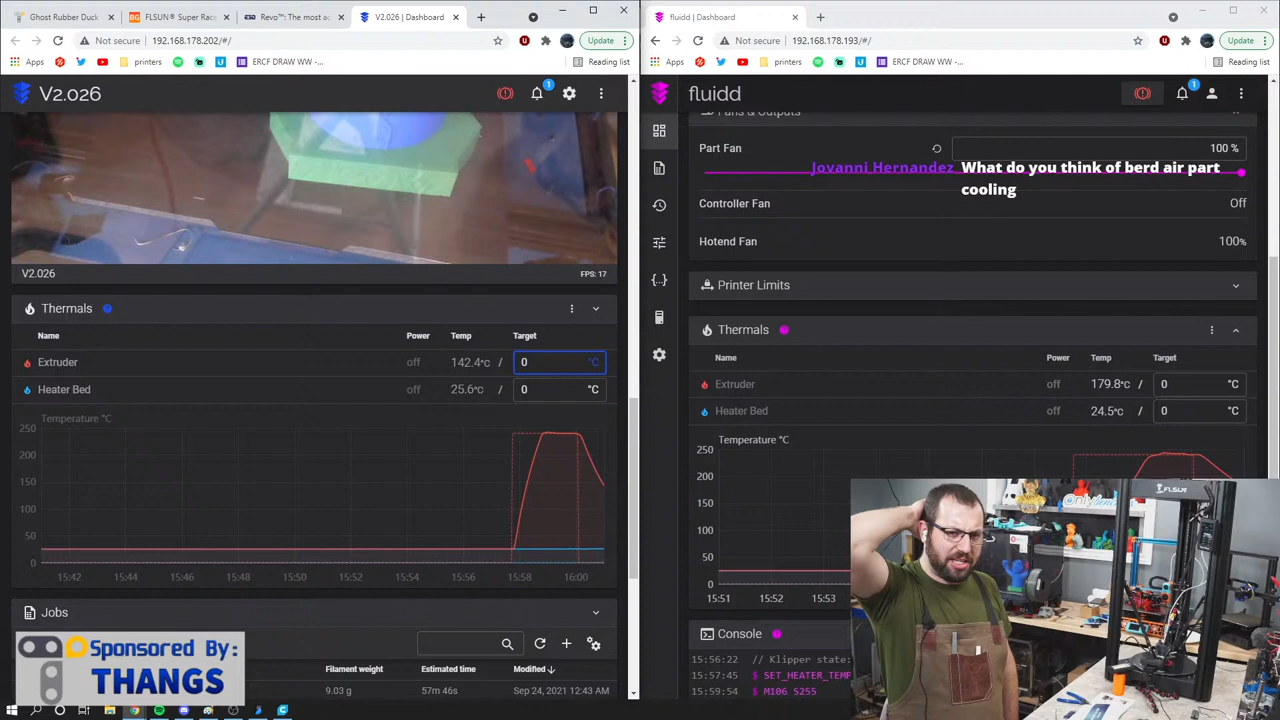 Ghost Rubber Duck
FLSUN® Super Race
Revo™: The most ac
V2.026 | Dashboard
Not secure
192.168.178.202/#/
Update
Apps
printers
ERCF DRAW WW -...
Reading list
V2.026
1
V2.026
FPS: 17
Thermals
Name
Power
Temp
Target
Extruder
off
142.4°C /
0
°C
Heater Bed
off
25.6°C /
0
°C
Temperature °C
250
200
150
100
50
0
15:42
15:44
15:46
15:48
15:50
15:52
15:54
15:56
15:58
16:00
Jobs
Filament weight
Estimated time
Modified
9.03 g
57m 46s
Sep 24, 2021 12:43 AM
Sponsored By:
THANGS
fluidd | Dashboard
Not secure
192.168.178.193/#/
Update
Apps
printers
ERCF DRAW WW -...
Reading list
fluidd
1
Fans & Outputs
Part Fan
100 %
Jovanni Hernandez What do you think of berd air part
cooling
Controller Fan
Off
Hotend Fan
100%
Printer Limits
Thermals
Name
Power
Temp
Target
Extruder
off
179.8°C /
0
°C
Heater Bed
off
24.5°C /
0
°C
Temperature °C
250
200
150
100
50
0
15:51
15:52
15:53
Console
15:56:22 // Klipper state:
15:57:45 $ SET_HEATER_TEMP
15:59:54 $ M106 S255
FLSUN